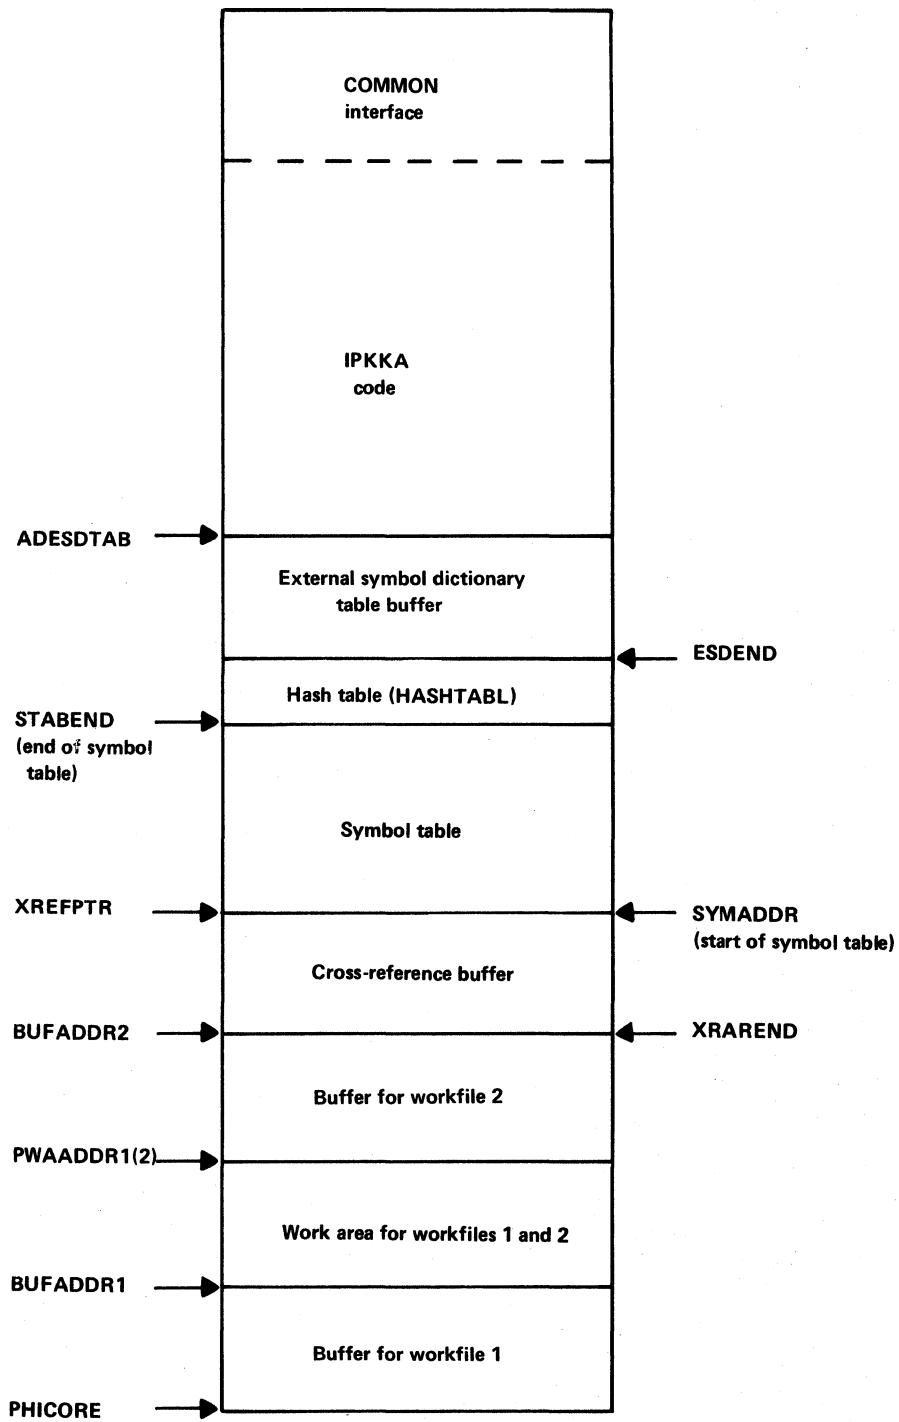 COMMON
interface
IPKKA
code
ADESDTAB
External symbol dictionary
table buffer
ESDEND
Hash table (HASHTABL)
STABEND
(end of symbol
table)
Symbol table
XREFPTR
SYMADDR
(start of symbol table)
Cross-reference buffer
BUFADDR2
XRAREND
Buffer for workfile 2
PWAADDR1(2)
Work area for workfiles 1 and 2
BUFADDR1
Buffer for workfile 1
PHICORE